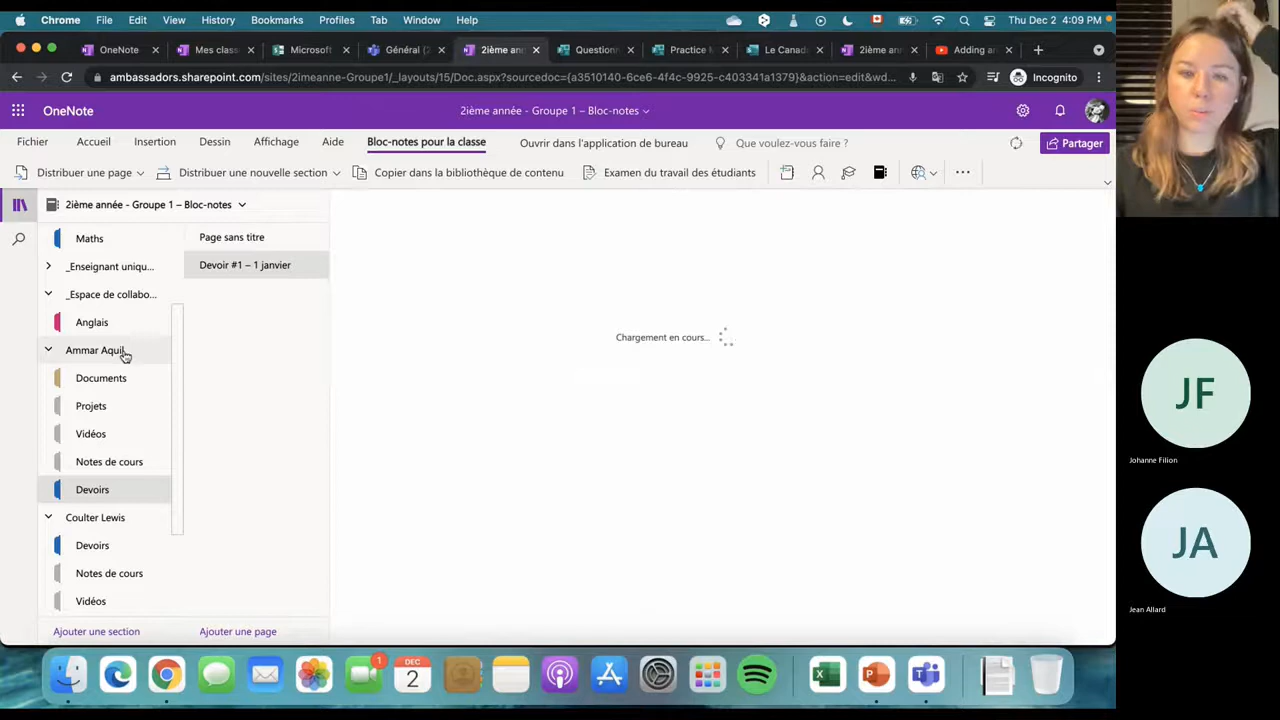 Chrome File Edit View History Bookmarks Profiles Tab Window Help Thu Dec 2 4:09 PM
OneNote Mes class Microsoft Général (2 2ième ann Questionn Practice M Le Canada 2ième ann Adding an
ambassadors.sharepoint.com/sites/2imeanne-Groupe1/_layouts/15/Doc.aspx?sourcedoc={a3510140-6ce6-4f4c-9925-c403341a1379}&action=edit&wd... Incognito
OneNote 2ième année - Groupe 1 – Bloc-notes
Fichier Accueil Insertion Dessin Affichage Aide Bloc-notes pour la classe Ouvrir dans l'application de bureau Que voulez-vous faire ? Partager
Distribuer une page Distribuer une nouvelle section Copier dans la bibliothèque de contenu Examen du travail des étudiants ...
2ième année - Groupe 1 – Bloc-notes
Maths
_Enseignant uniqu...
_Espace de collabo...
Anglais
Ammar Aquil
Documents
Projets
Vidéos
Notes de cours
Devoirs
Coulter Lewis
Devoirs
Notes de cours
Vidéos
Ajouter une section
Page sans titre
Devoir #1 – 1 janvier
Ajouter une page
Chargement en cours...
1
DEC
2
JF
Johanne Filion
JA
Jean Allard